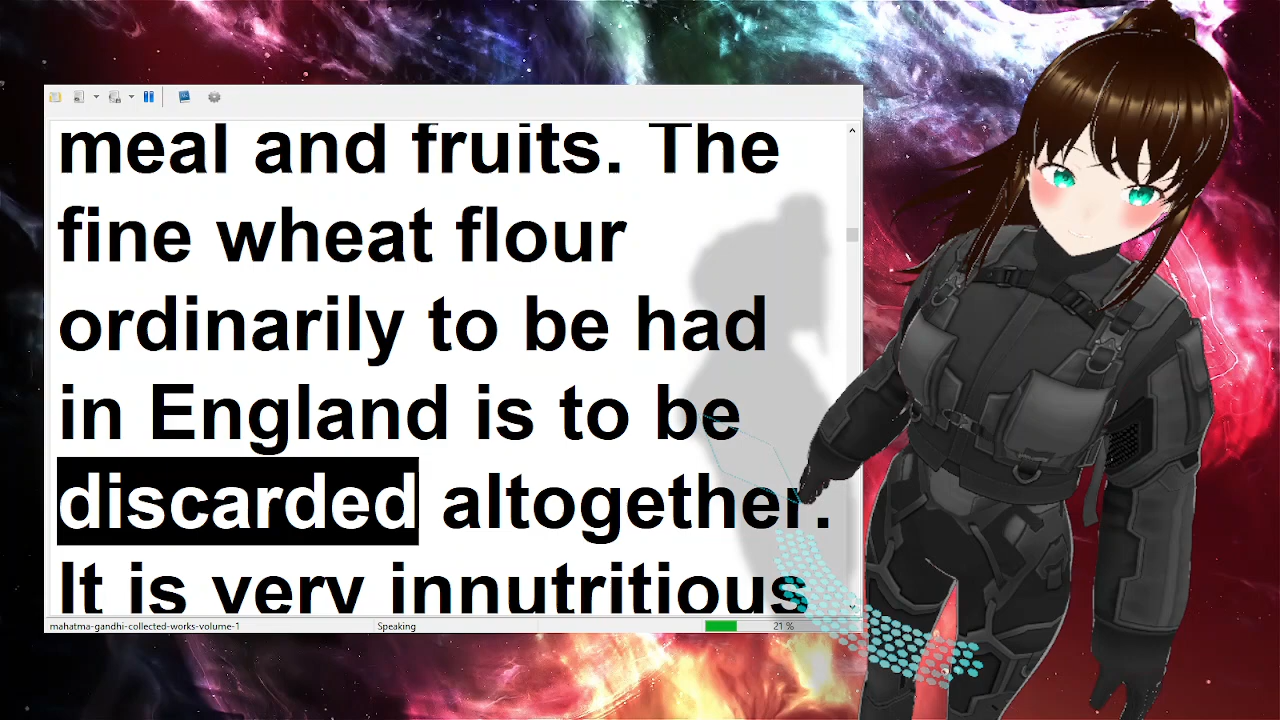 meal and fruits. The
fine wheat flour
ordinarily to be had
in England is to be
discarded altogether.
It is very innutritious
mahatma-gandhi-collected-works-volume-1 Speaking 21 %